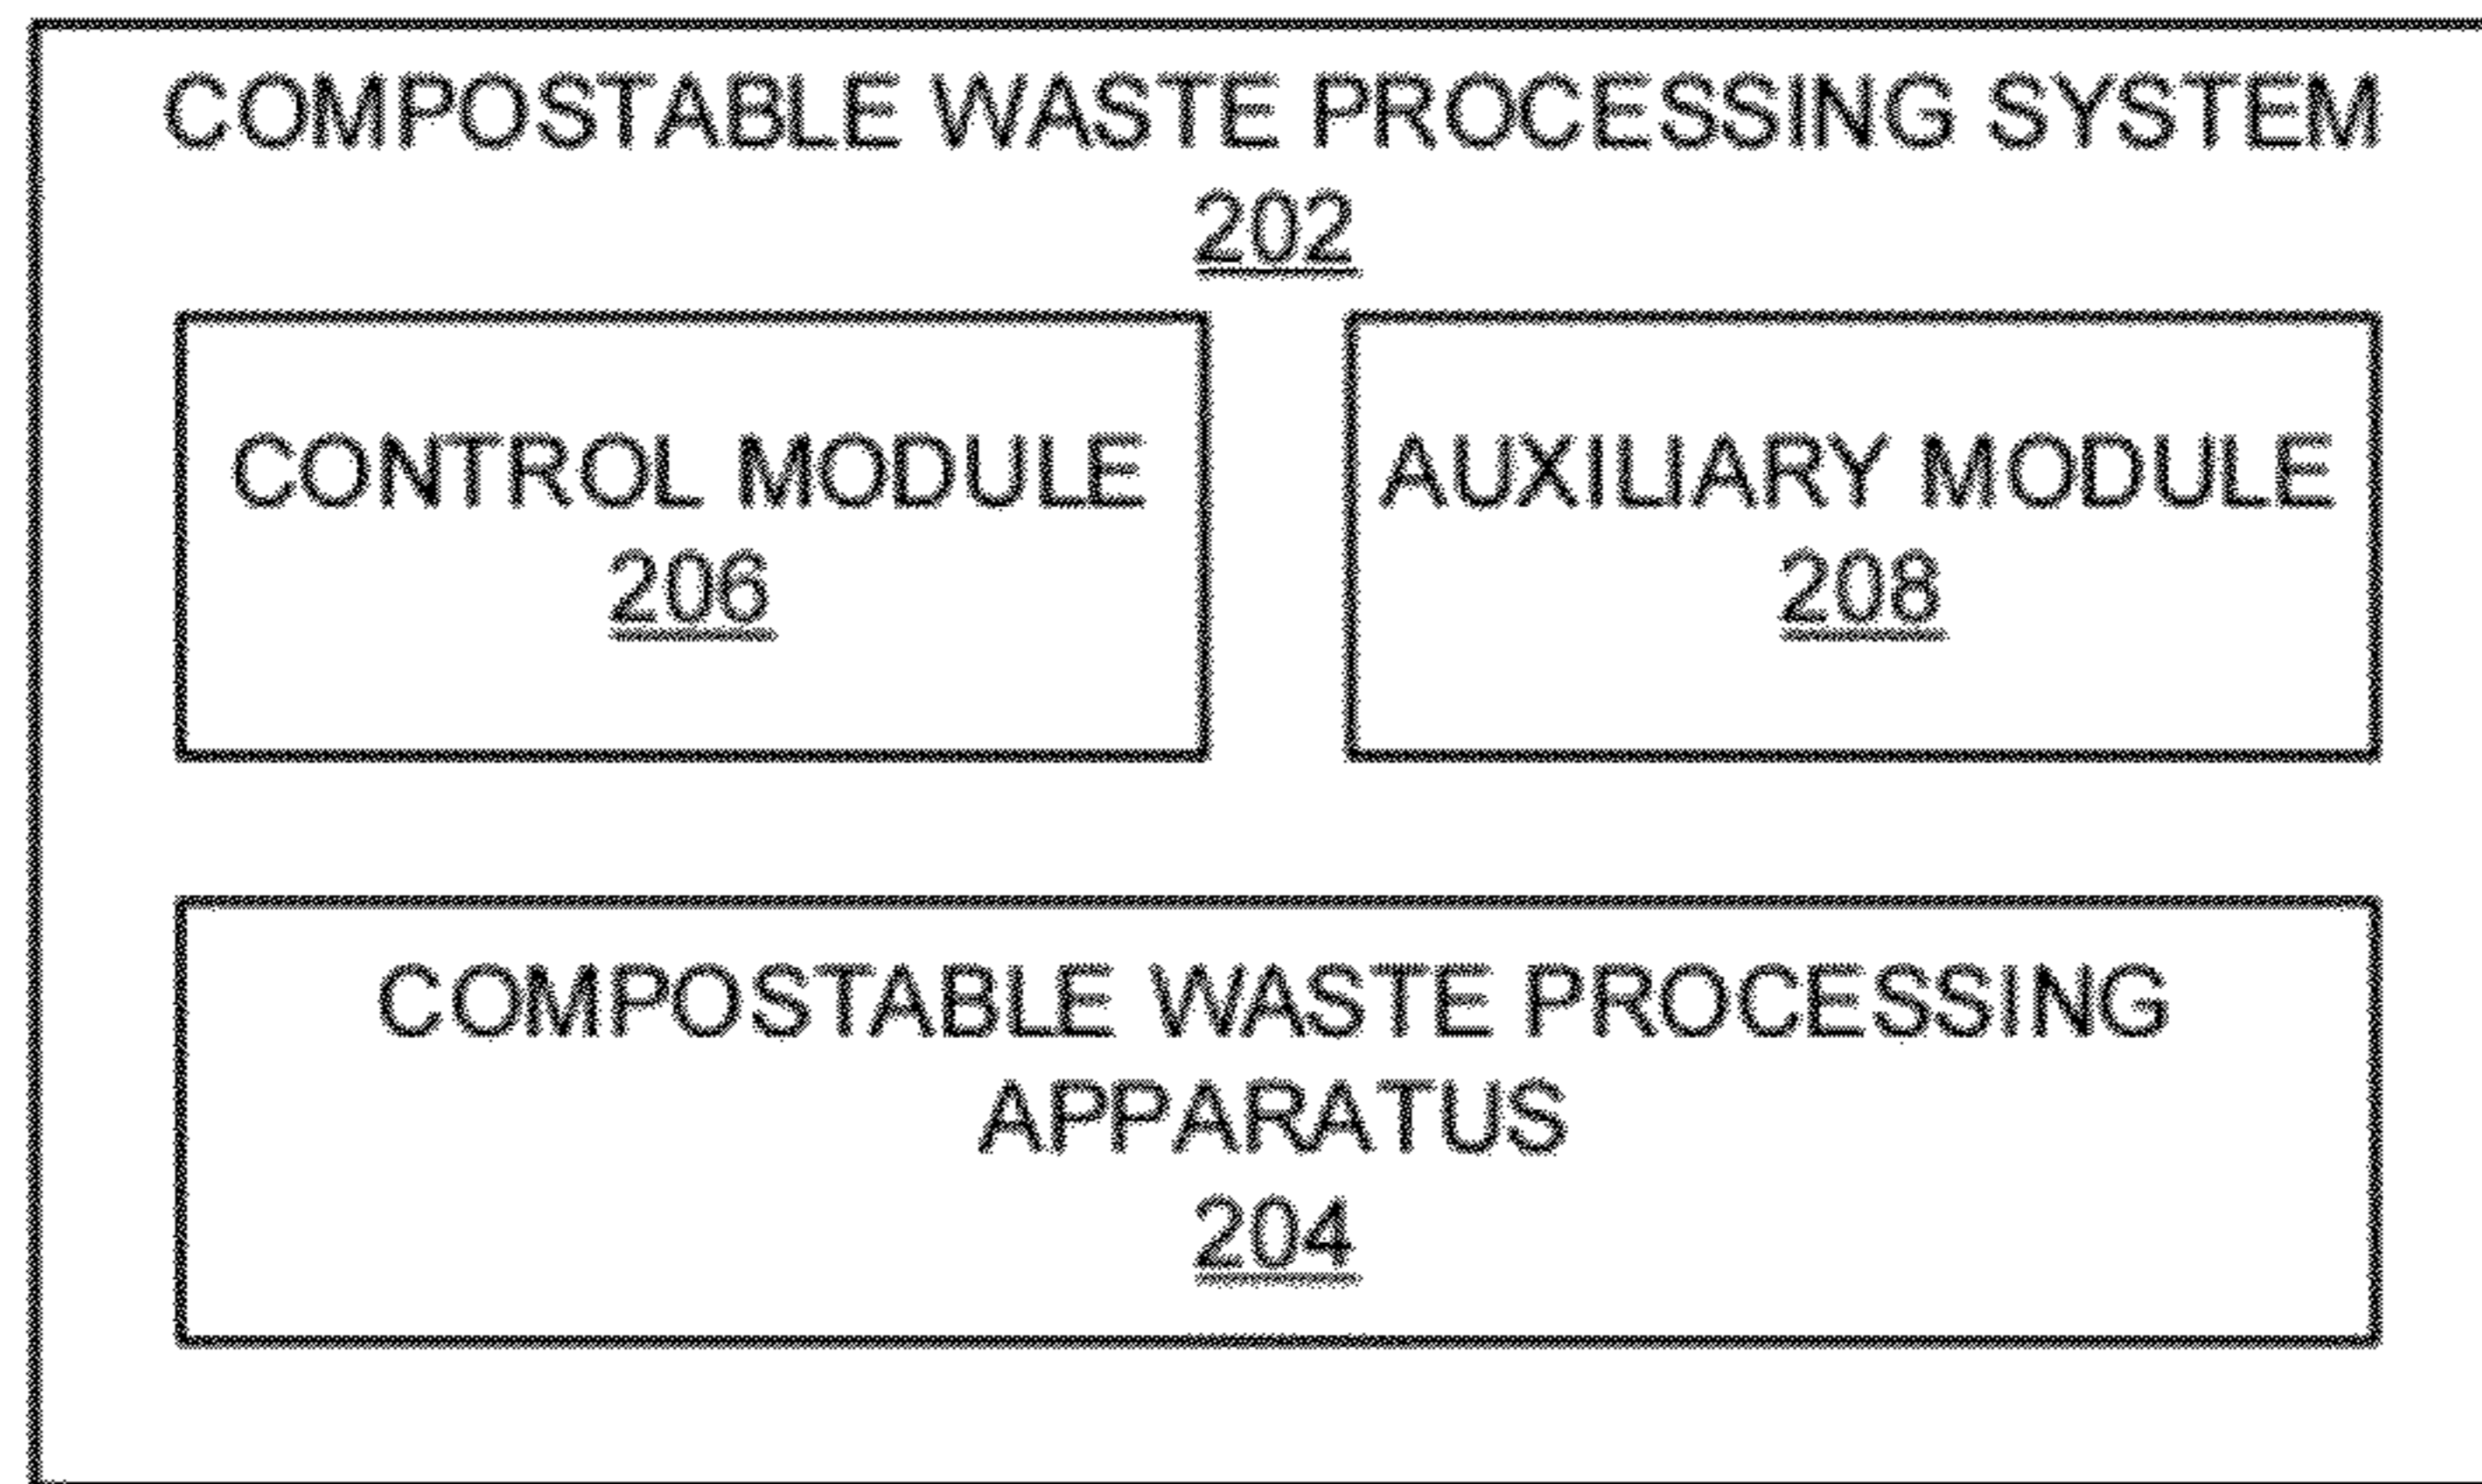 COMPOSTABLE WASTE PROCESSING SYSTEM
202
CONTROL MODULE
206
AUXILIARY MODULE
208
COMPOSTABLE WASTE PROCESSING
APPARATUS
204